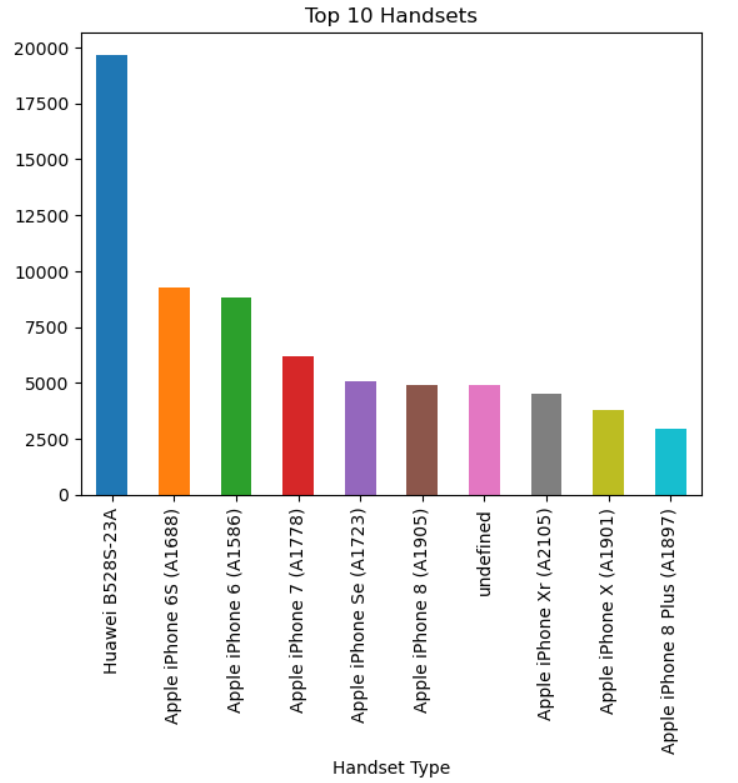 Top 10 Handsets
20000
17500
15000
12500
10000
7500
5000
2500
0
Huawei B528S-23A
Apple iPhone 6S (A1688)
Apple iPhone 6 (A1586)
Apple iPhone 7 (A1778)
Apple iPhone Se (A1723)
Apple iPhone 8 (A1905)
undefined
Apple iPhone Xr (A2105)
Apple iPhone X (A1901)
Apple iPhone 8 Plus (A1897)
Handset Type